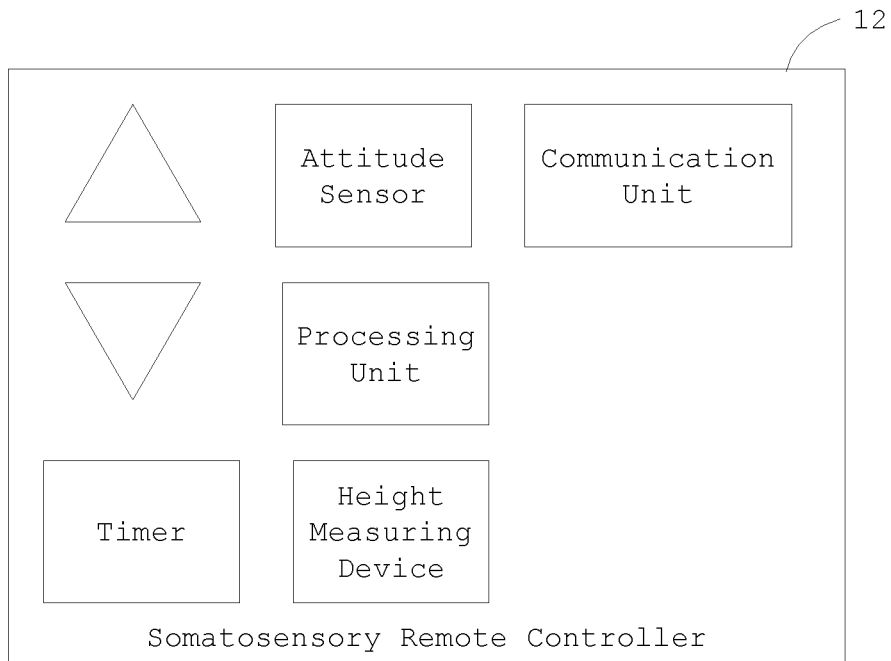 12
Attitude
Sensor
Communication
Unit
Processing
Unit
Timer
Height
Measuring
Device
Somatosensory Remote Controller